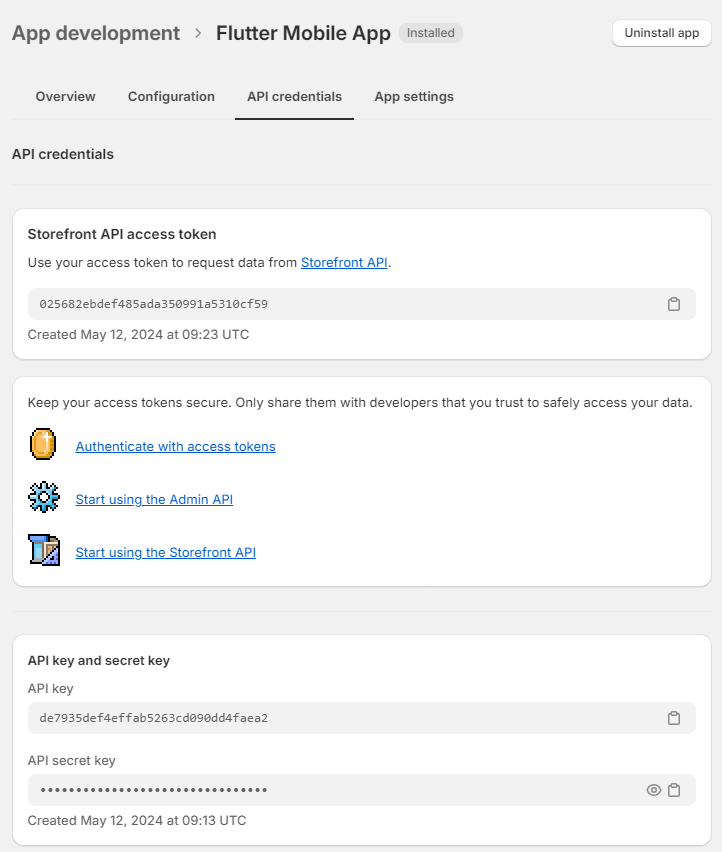 App development > Flutter Mobile App Installed Uninstall app
Overview Configuration API credentials App settings
API credentials
Storefront API access token
Use your access token to request data from Storefront API.
025682ebdef485ada350991a5310cf59
Created May 12, 2024 at 09:23 UTC
Keep your access tokens secure. Only share them with developers that you trust to safely access your data.
Authenticate with access tokens
Start using the Admin API
Start using the Storefront API
API key and secret key
API key
de7935def4effab5263cd090dd4faea2
API secret key
••••••••••••••••••••••••••••••••
Created May 12, 2024 at 09:13 UTC